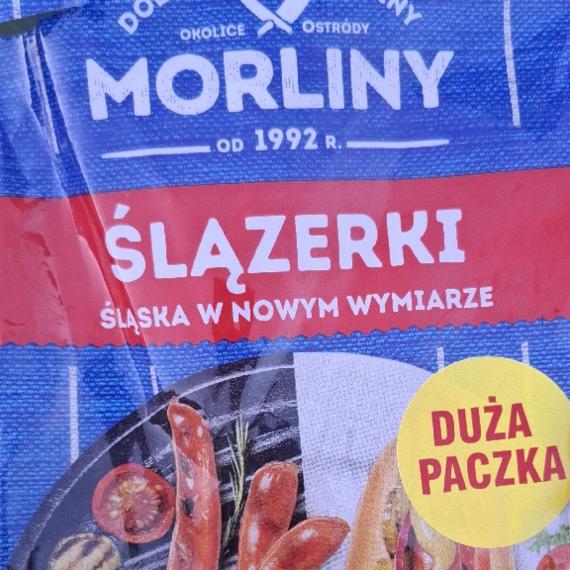 OKOLICE OSTRÓDY
MORLINY
OD 1992 R.
ŚLĄZERKI
ŚLĄSKA W NOWYM WYMIARZE
DUŻA
PACZKA